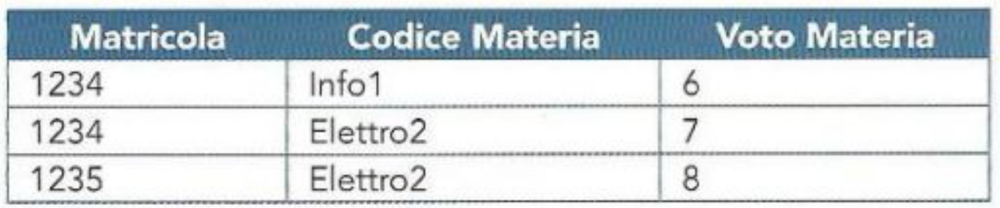 Matricola Codice Materia Voto Materia
1234 Info1 6
1234 Elettro2 7
1235 Elettro2 8